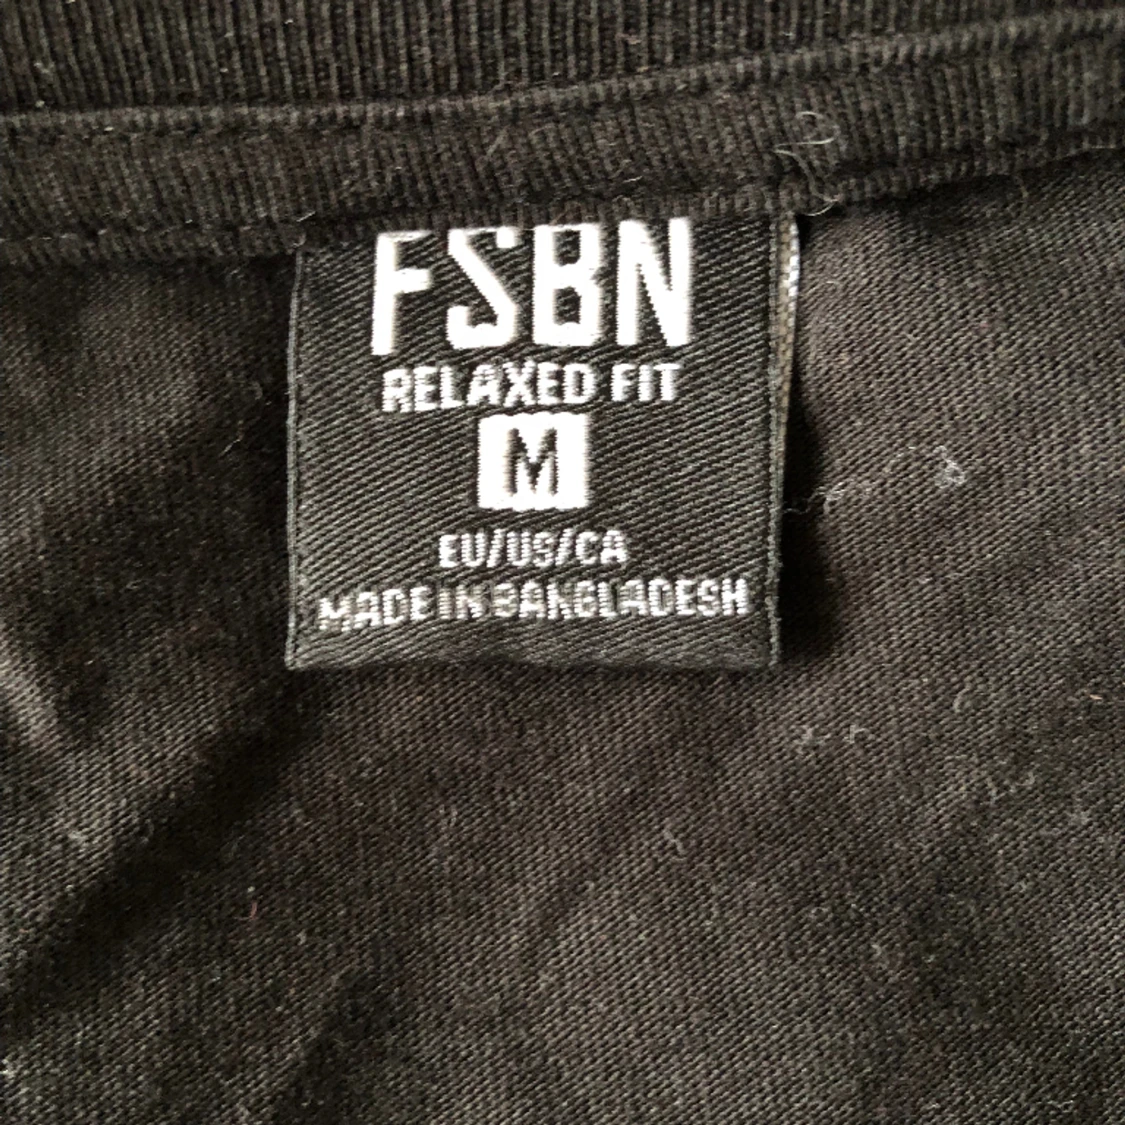 FSBN
RELAXED FIT
M
EU/US/CA
MADE IN BANGLADESH